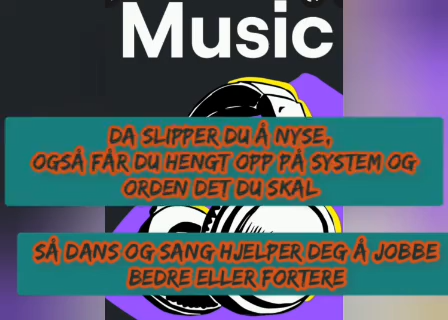 Music
DA SLIPPER DU Å NYSE,
OGSÅ FÅR DU HENGT OPP PÅ SYSTEM OG
ORDEN DET DU SKAL
SÅ DANS OG SANG HJELPER DEG Å JOBBE
BEDRE ELLER FORTERE